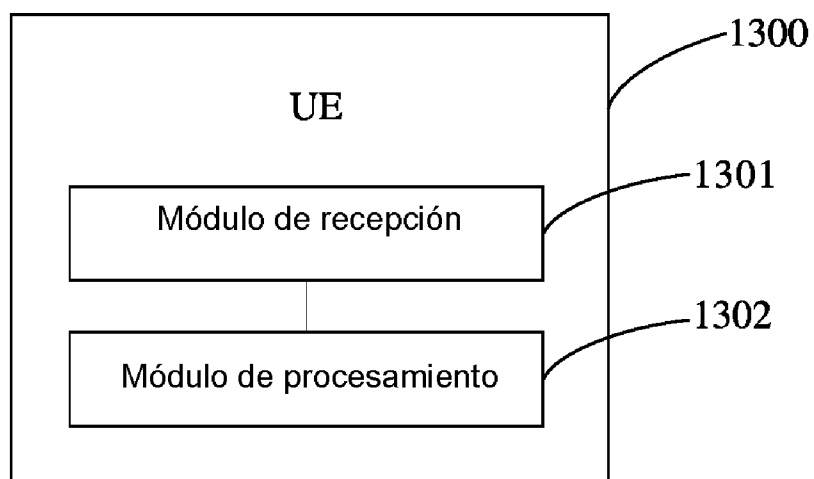 1300
UE
1301
Módulo de recepción
1302
Módulo de procesamiento